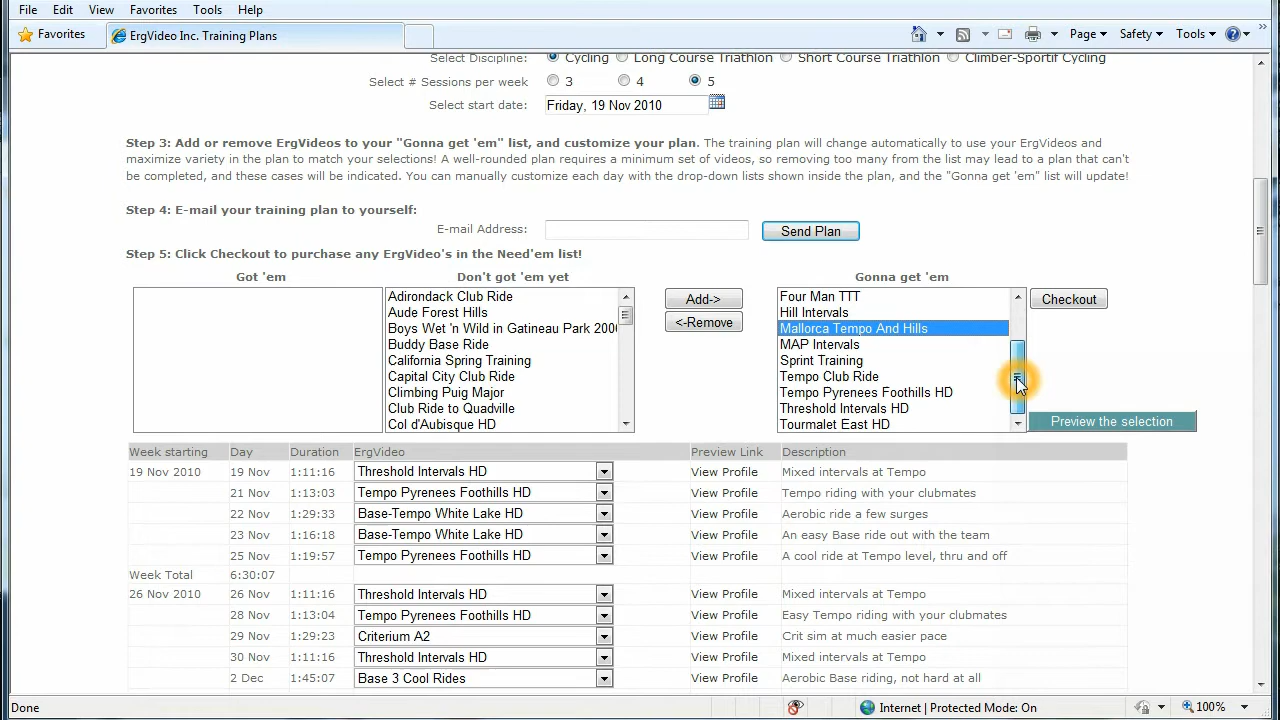 File Edit View Favorites Tools Help
Favorites ErgVideo Inc. Training Plans Page Safety Tools
Select Discipline: Cycling Long Course Triathlon Short Course Triathlon Climber-Sportif Cycling
Select # Sessions per week 3 4 5
Select start date: Friday, 19 Nov 2010
Step 3: Add or remove ErgVideos to your "Gonna get 'em" list, and customize your plan. The training plan will change automatically to use your ErgVideos and
maximize variety in the plan to match your selections! A well-rounded plan requires a minimum set of videos, so removing too many from the list may lead to a plan that can't
be completed, and these cases will be indicated. You can manually customize each day with the drop-down lists shown inside the plan, and the "Gonna get 'em" list will update!
Step 4: E-mail your training plan to yourself:
E-mail Address: Send Plan
Step 5: Click Checkout to purchase any ErgVideo's in the Need'em list!
Got 'em Don't got 'em yet Gonna get 'em
Adirondack Club Ride
Aude Forest Hills
Boys Wet 'n Wild in Gatineau Park 200
Buddy Base Ride
California Spring Training
Capital City Club Ride
Climbing Puig Major
Club Ride to Quadville
Col d'Aubisque HD
Add->
<-Remove
Four Man TTT
Hill Intervals
Mallorca Tempo And Hills
MAP Intervals
Sprint Training
Tempo Club Ride
Tempo Pyrenees Foothills HD
Threshold Intervals HD
Tourmalet East HD
Checkout
Preview the selection
Week starting Day Duration ErgVideo Preview Link Description
19 Nov 2010 19 Nov 1:11:16 Threshold Intervals HD View Profile Mixed intervals at Tempo
21 Nov 1:13:03 Tempo Pyrenees Foothills HD View Profile Tempo riding with your clubmates
22 Nov 1:29:33 Base-Tempo White Lake HD View Profile Aerobic ride a few surges
23 Nov 1:16:18 Base-Tempo White Lake HD View Profile An easy Base ride out with the team
25 Nov 1:19:57 Tempo Pyrenees Foothills HD View Profile A cool ride at Tempo level, thru and off
Week Total 6:30:07
26 Nov 2010 26 Nov 1:11:16 Threshold Intervals HD View Profile Mixed intervals at Tempo
28 Nov 1:13:04 Tempo Pyrenees Foothills HD View Profile Easy Tempo riding with your clubmates
29 Nov 1:29:23 Criterium A2 View Profile Crit sim at much easier pace
30 Nov 1:11:16 Threshold Intervals HD View Profile Mixed intervals at Tempo
2 Dec 1:45:07 Base 3 Cool Rides View Profile Aerobic Base riding, not hard at all
Done Internet | Protected Mode: On 100%